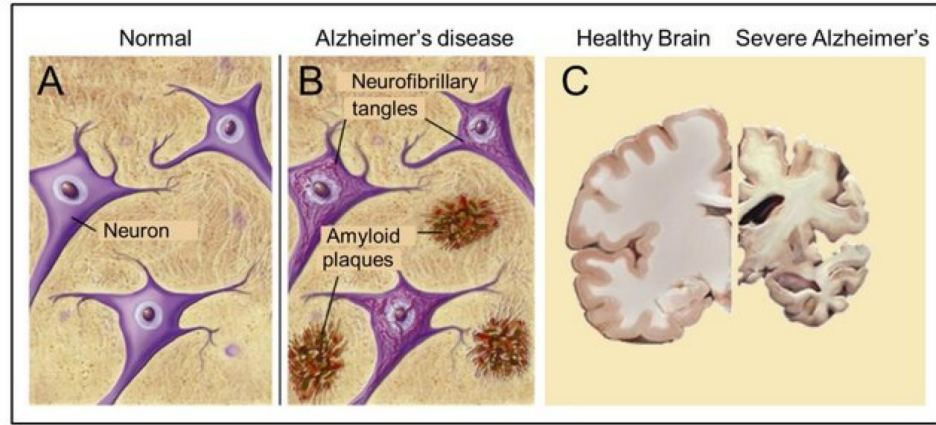 Normal
Alzheimer's disease
Healthy Brain
Severe Alzheimer's
A
B
C
Neurofibrillary
tangles
Neuron
Amyloid
plaques